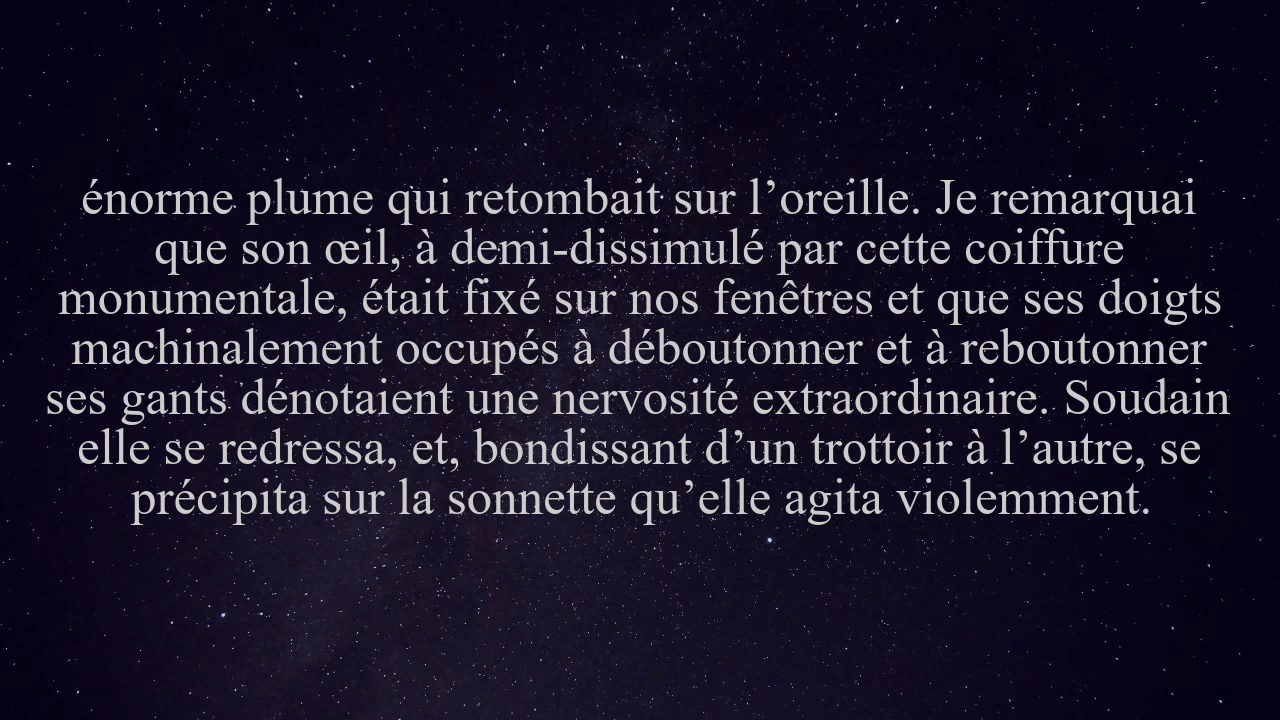 énorme plume qui retombait sur l’oreille. Je remarquai
que son œil, à demi-dissimulé par cette coiffure
monumentale, était fixé sur nos fenêtres et que ses doigts
machinalement occupés à déboutonner et à reboutonner
ses gants dénotaient une nervosité extraordinaire. Soudain
elle se redressa, et, bondissant d’un trottoir à l’autre, se
précipita sur la sonnette qu’elle agita violemment.